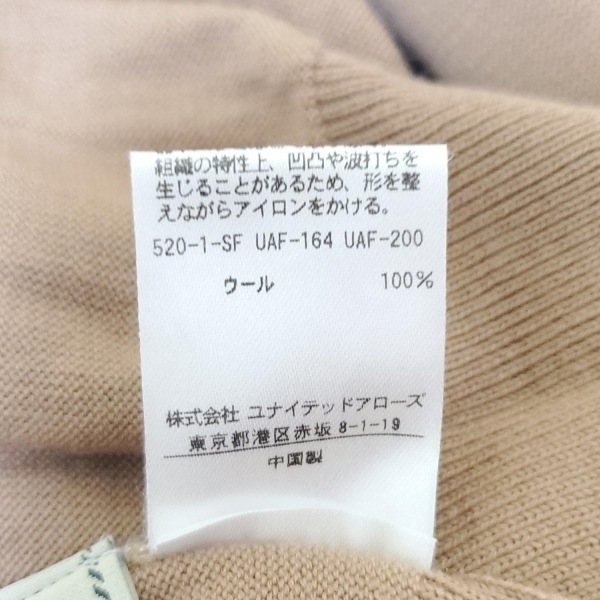 組織の特性上、凹凸や波打ちを
生じることがあるため、形を整
えながらアイロンをかける。
520-1-SF UAF-164 UAF-200
ウール 100%
株式会社 ユナイテッドアローズ
東京都港区赤坂 8-1-19
中国製